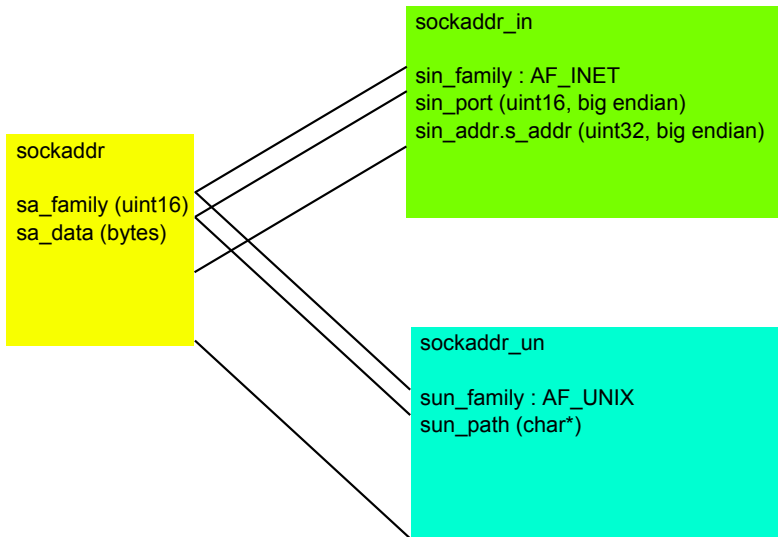 sockaddr_in
sin_family : AF_INET
sin_port (uint16, big endian)
sin_addr.s_addr (uint32, big endian)
sockaddr
sa_family (uint16)
sa_data (bytes)
sockaddr_un
sun_family : AF_UNIX
sun_path (char*)